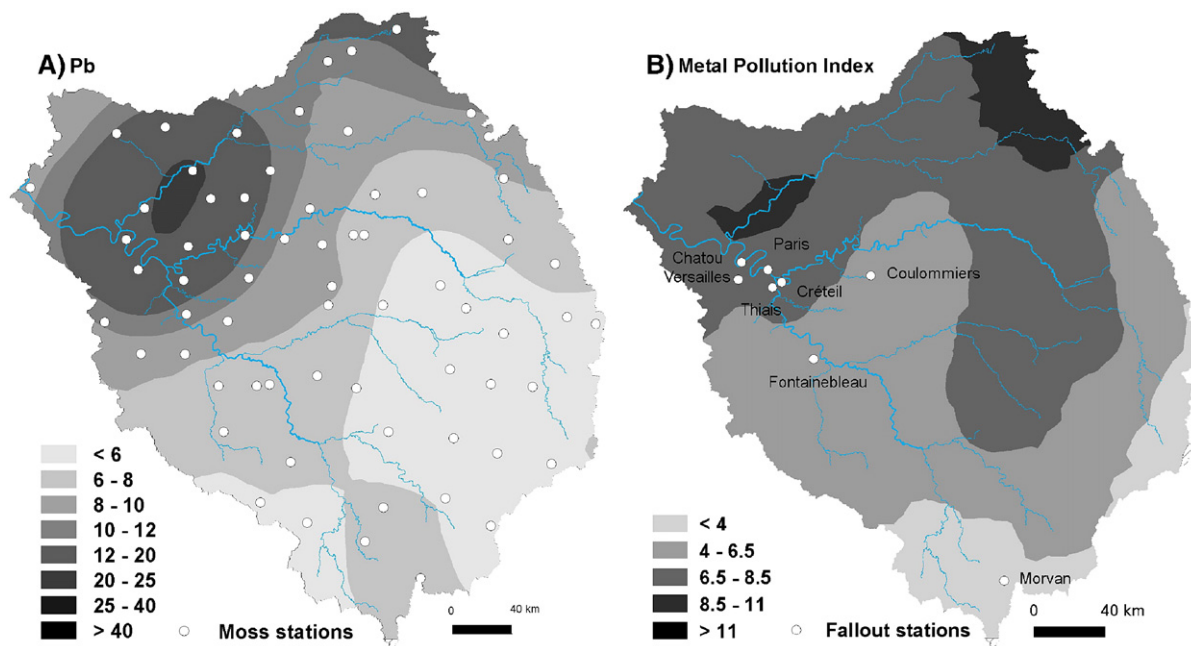 A) Pb
< 6
6 - 8
8 - 10
10 - 12
12 - 20
20 - 25
25 - 40
> 40
Moss stations
0 40 km
B) Metal Pollution Index
Paris
Chatou
Versailles
Coulommiers
Créteil
Thiais
Fontainebleau
Morvan
< 4
4 - 6.5
6.5 - 8.5
8.5 - 11
> 11
Fallout stations
0 40 km